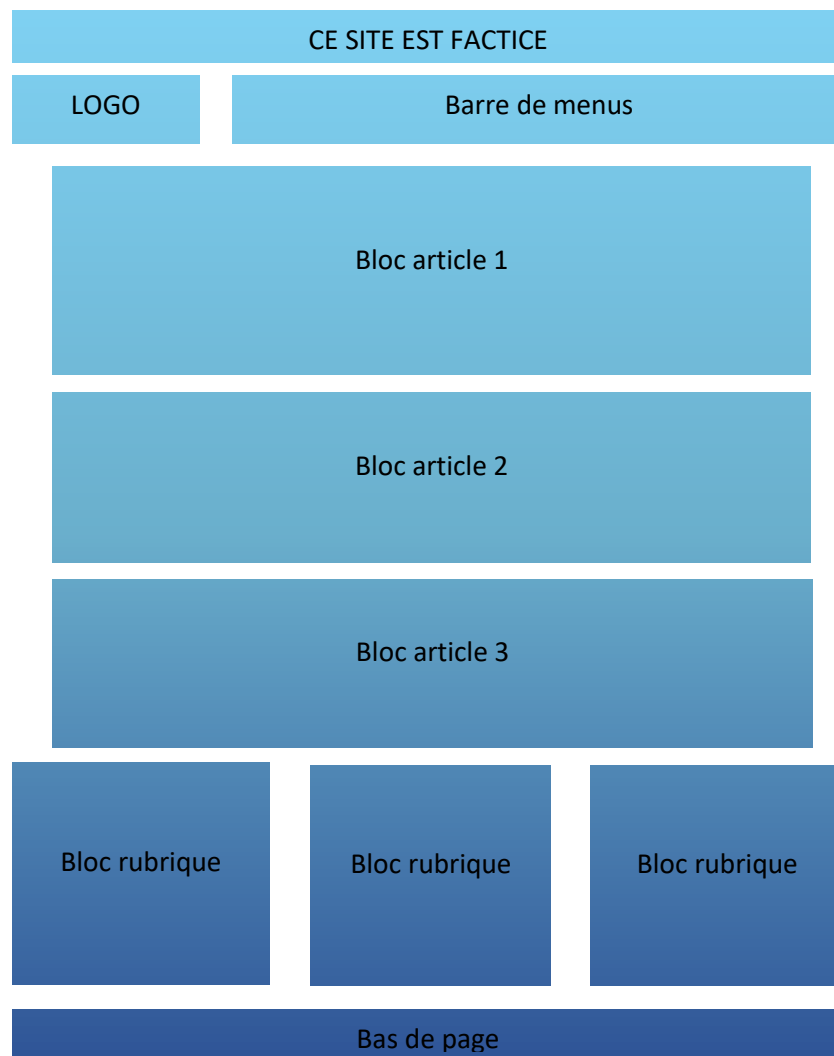 CE SITE EST FACTICE
LOGO
Barre de menus
Bloc article 1
Bloc article 2
Bloc article 3
Bloc rubrique
Bloc rubrique
Bloc rubrique
Bas de page